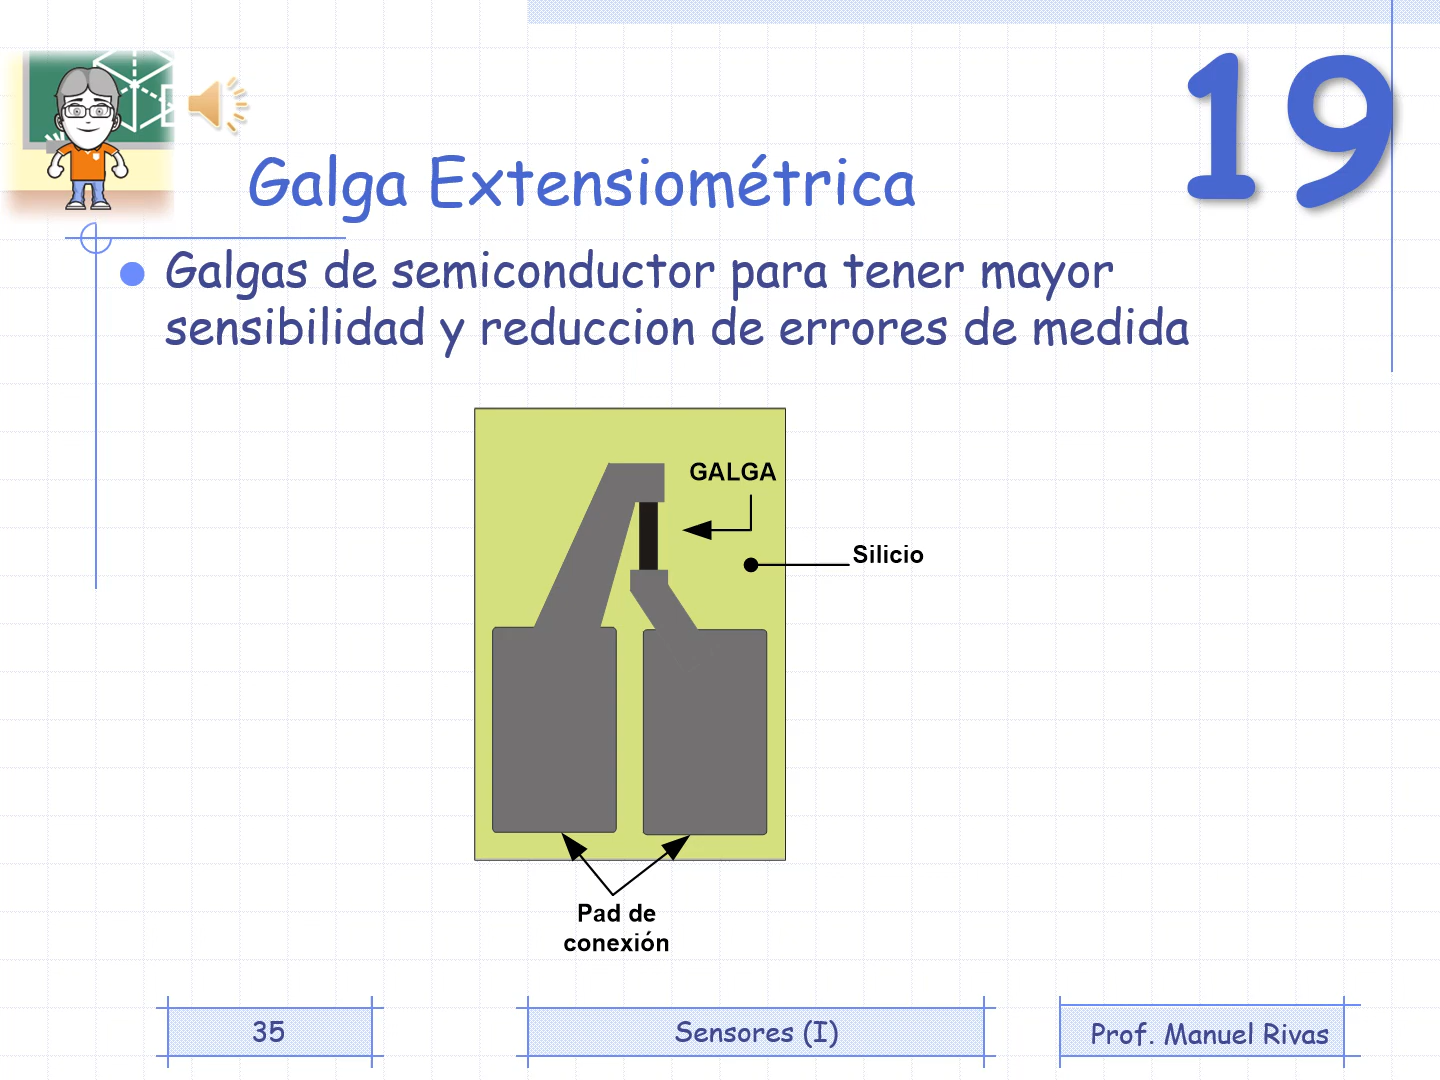 19
Galga Extensiométrica
Galgas de semiconductor para tener mayor
sensibilidad y reduccion de errores de medida
GALGA
Silicio
Pad de
conexión
35
Sensores (I)
Prof. Manuel Rivas